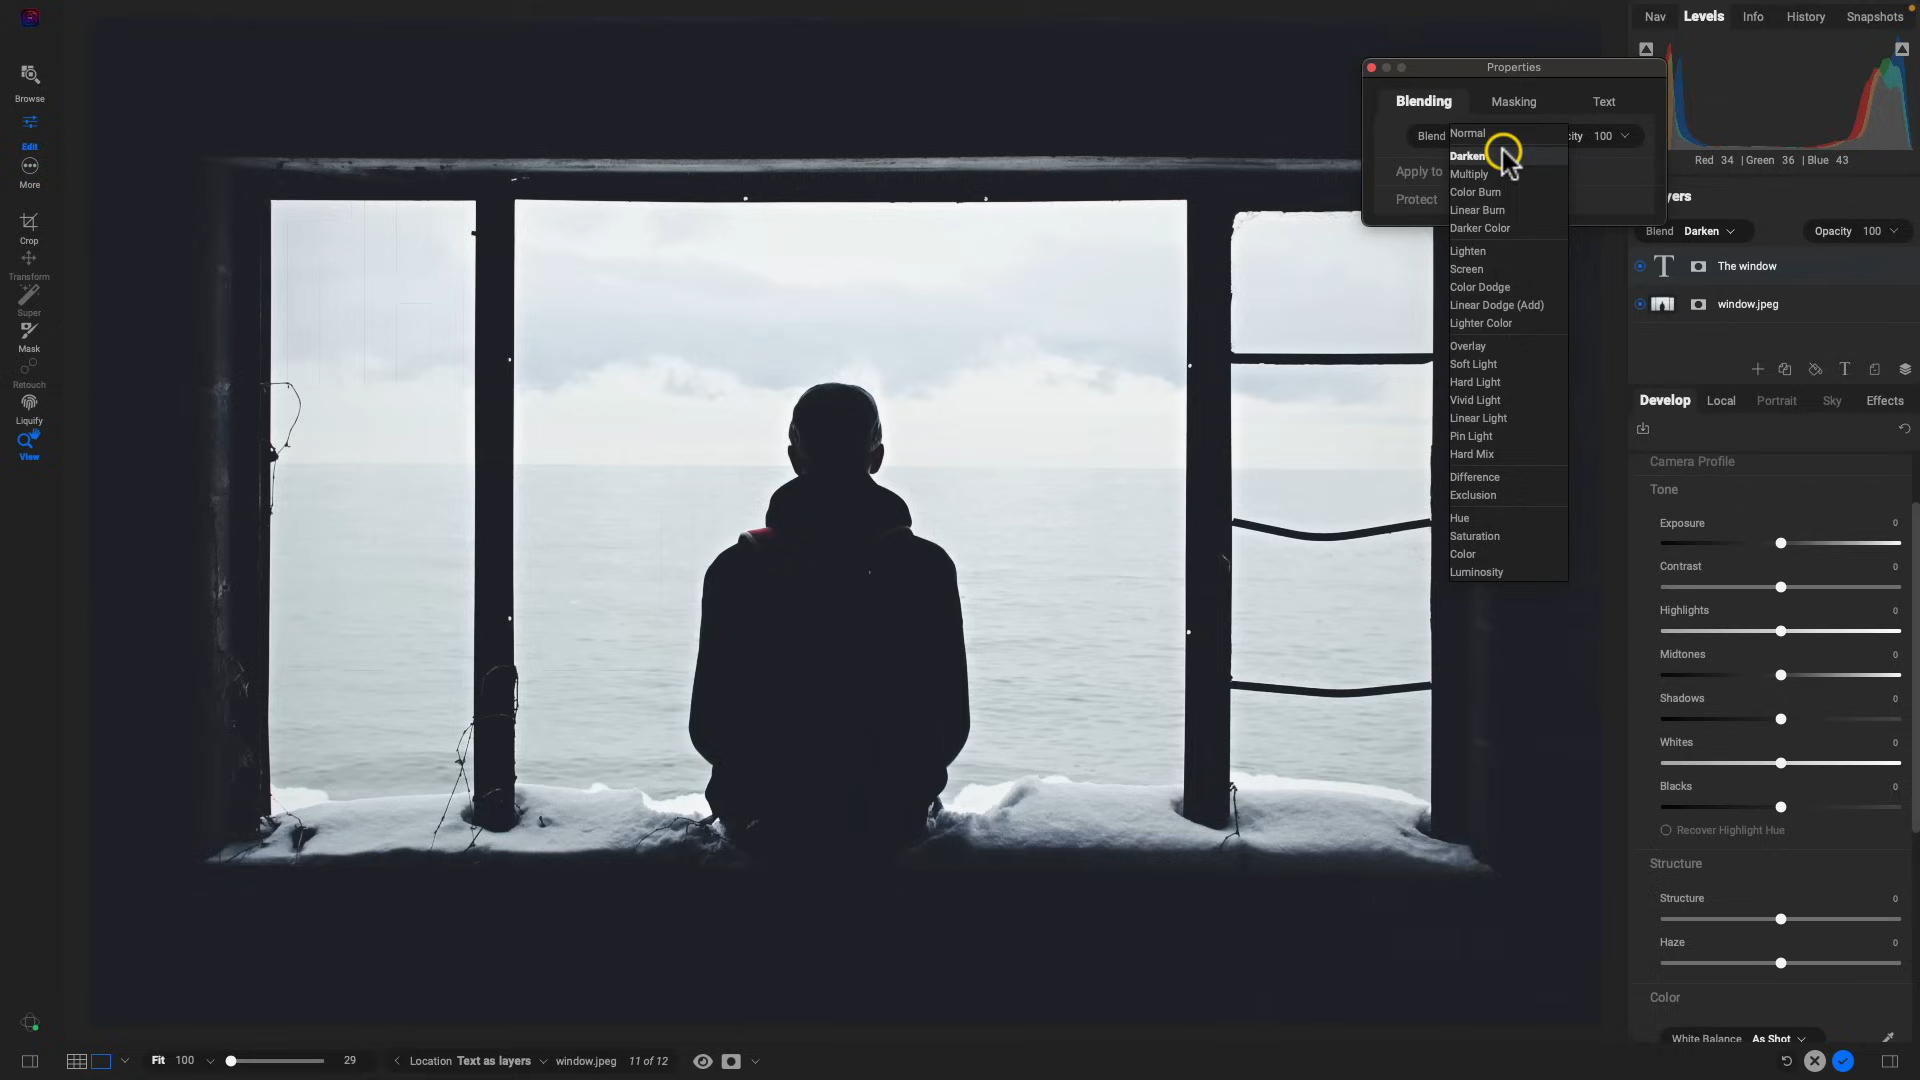 Nav Levels Info History Snapshots
Browse
Edit
More
Crop
Transform
Super
Mask
Retouch
Liquify
View
Properties
Blending Masking Text
Blend
100
Apply to
Protect
Normal
Darken
Multiply
Color Burn
Linear Burn
Darker Color
Lighten
Screen
Color Dodge
Linear Dodge (Add)
Lighter Color
Overlay
Soft Light
Hard Light
Vivid Light
Linear Light
Pin Light
Hard Mix
Difference
Exclusion
Hue
Saturation
Color
Luminosity
Red 34 | Green 36 | Blue 43
yers
Blend Darken Opacity 100
T The window
window.jpeg
T
Develop Local Portrait Sky Effects
Camera Profile
Tone
Exposure 0
Contrast 0
Highlights 0
Midtones 0
Shadows 0
Whites 0
Blacks 0
Recover Highlight Hue
Structure
Structure 0
Haze 0
Color
White Balance As Shot
Fit 100 29 Location Text as layers window.jpeg 11 of 12